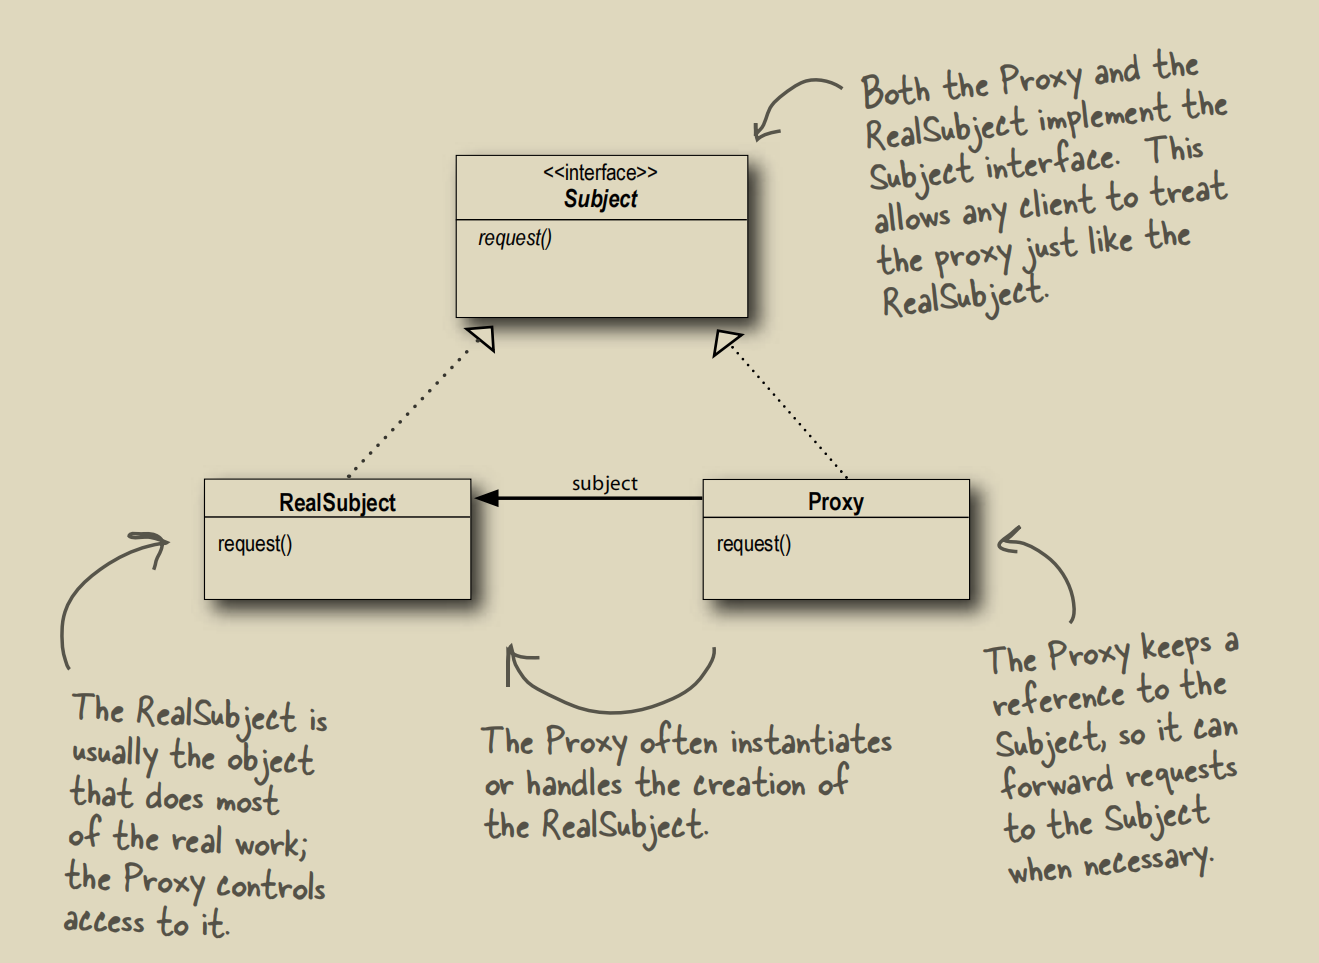 Both the Proxy and the
RealSubject implement the
Subject interface. This
allows any client to treat
the proxy just like the
RealSubject.
<<interface>>
Subject
request()
subject
RealSubject
request()
Proxy
request()
The RealSubject is
usually the object
that does most
of the real work;
the Proxy controls
access to it.
The Proxy often instantiates
or handles the creation of
the RealSubject.
The Proxy keeps a
reference to the
Subject, so it can
forward requests
to the Subject
when necessary.